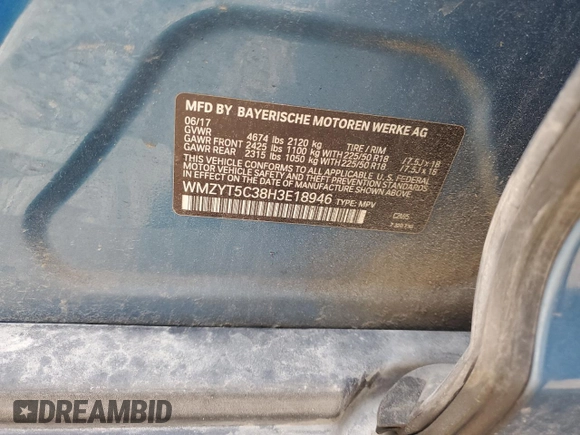 MFD BY BAYERISCHE MOTOREN WERKE AG
06/17
GVWR 4674 lbs 2120 kg TIRE / RIM
GAWR FRONT 2425 lbs 1100 kg WITH 225/50 R18 /7.5J x 18
GAWR REAR 2315 lbs 1050 kg WITH 225/50 R18 /7.5J x 18
THIS VEHICLE CONFORMS TO ALL APPLICABLE U.S. FEDERAL
MOTOR VEHICLE SAFETY AND THEFT PREVENTION STANDARDS
IN EFFECT ON THE DATE OF MANUFACTURE SHOWN ABOVE.
WMZYT5C38H3E18946 TYPE: MPV
DREAMBID